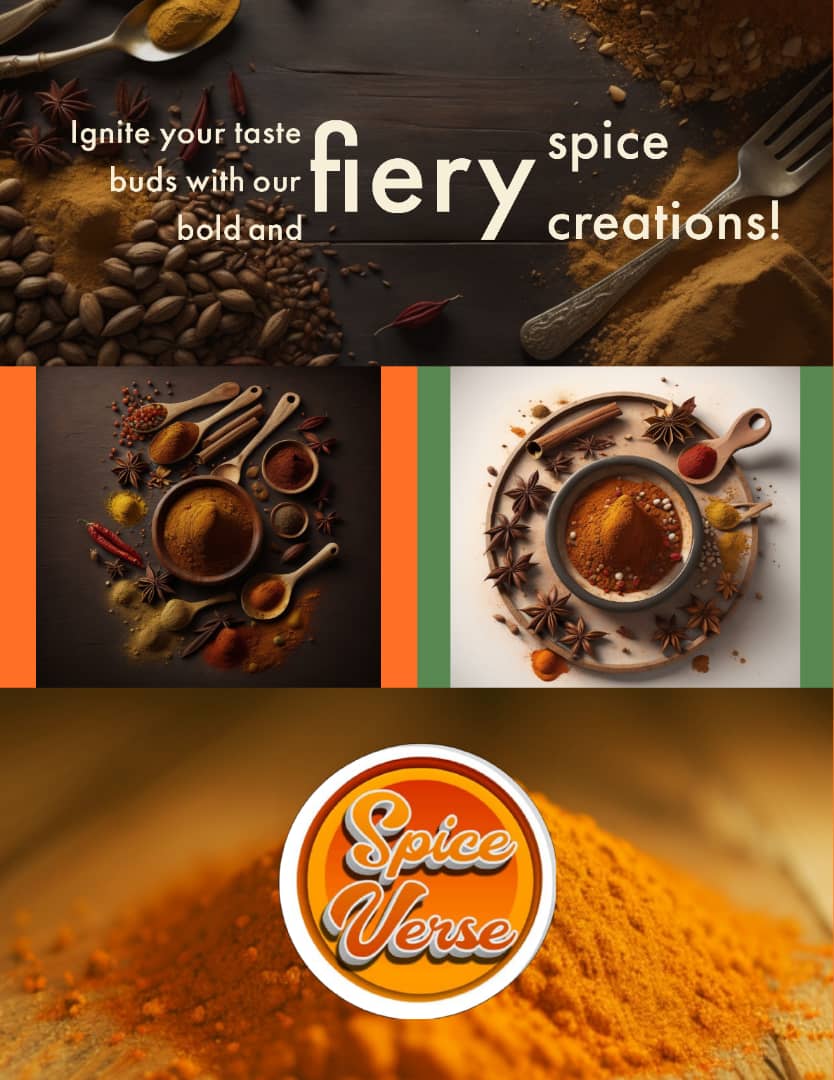 Ignite your taste
buds with our
bold and
fiery
spice
creations!
Spice
Verse